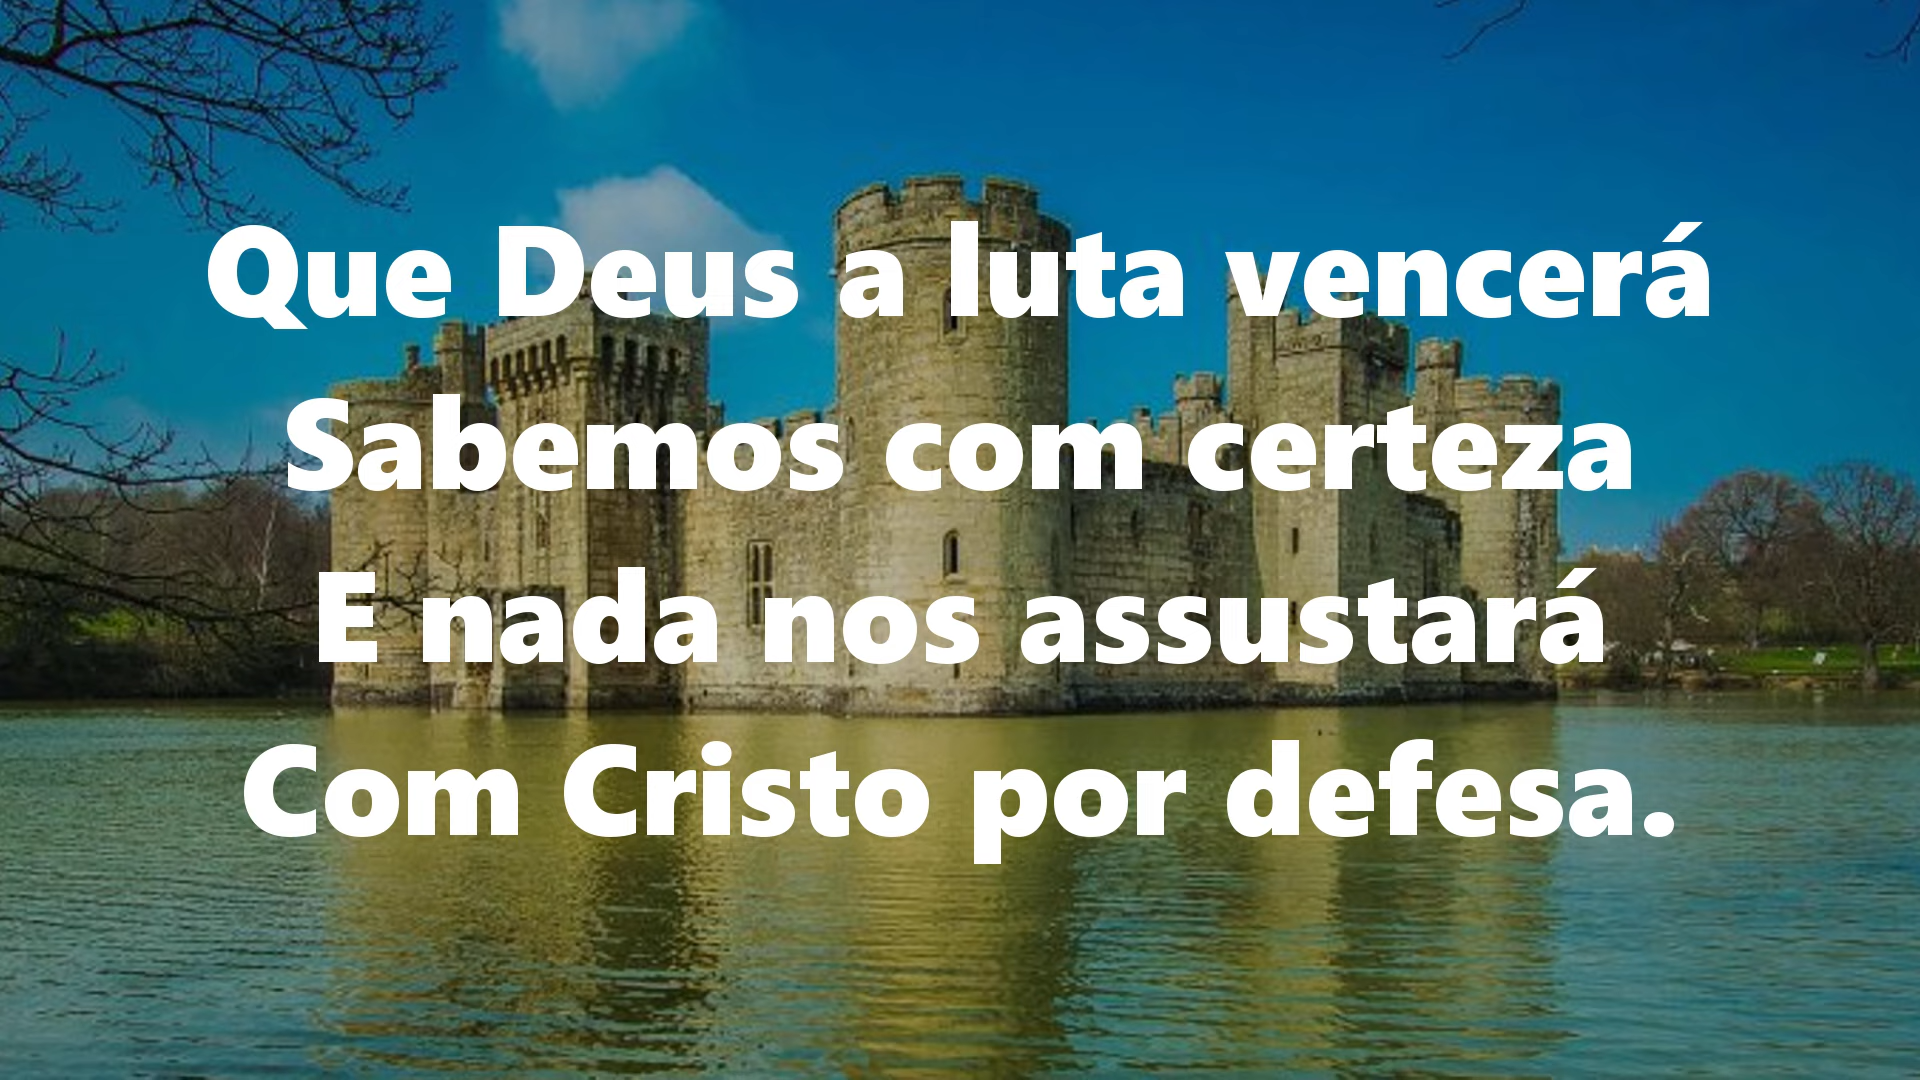 Que Deus a luta vencerá
Sabemos com certeza
E nada nos assustará
Com Cristo por defesa.